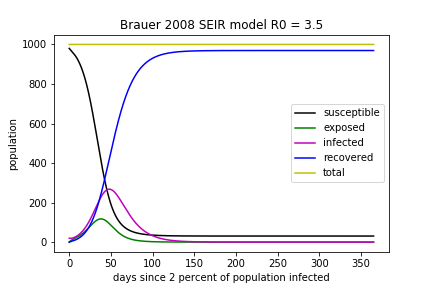 Brauer 2008 SEIR model R0 = 3.5
1000
800
600
400
200
0
population
susceptible
exposed
infected
recovered
total
0 50 100 150 200 250 300 350
days since 2 percent of population infected